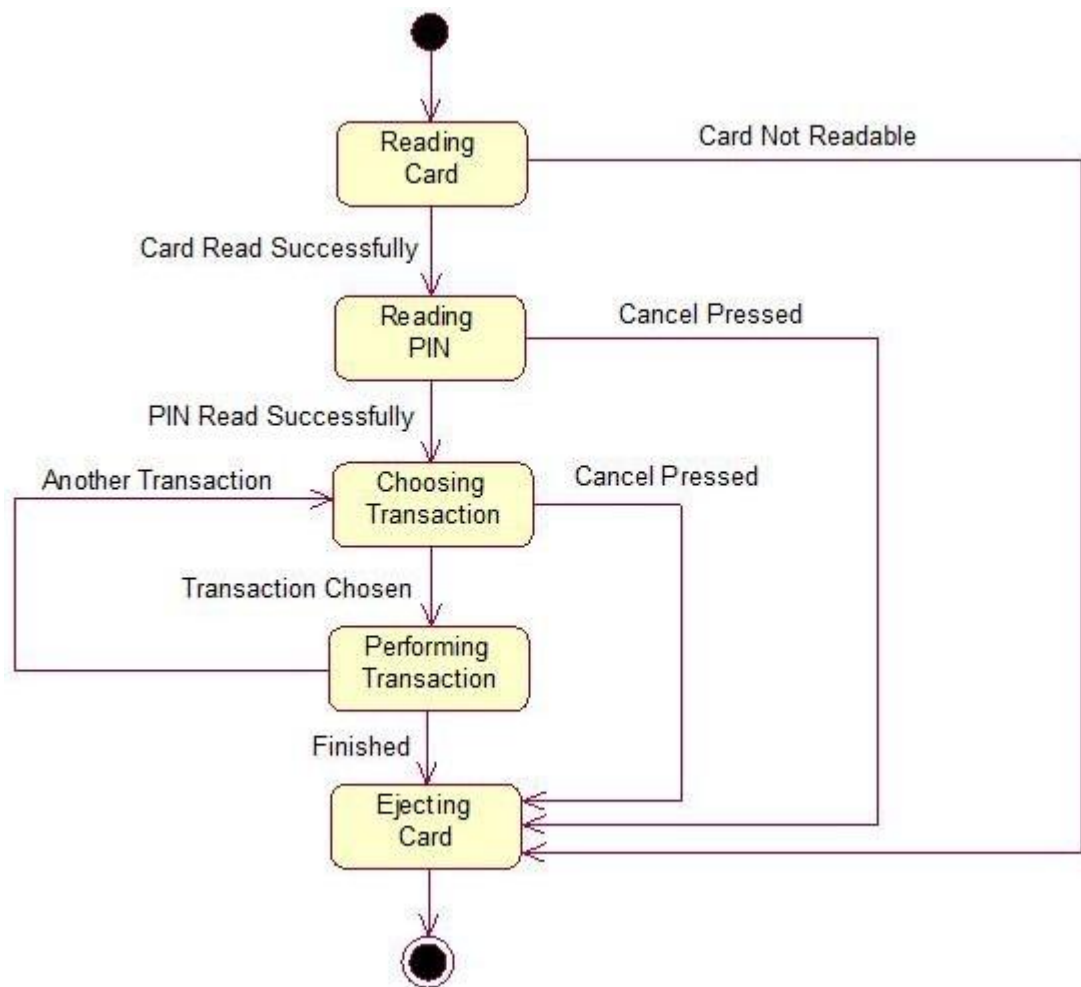 Reading
Card
Card Not Readable
Card Read Successfully
Reading
PIN
Cancel Pressed
PIN Read Successfully
Another Transaction
Choosing
Transaction
Cancel Pressed
Transaction Chosen
Performing
Transaction
Finished
Ejecting
Card